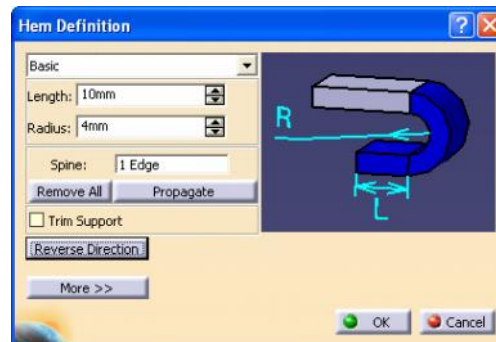 Hem Definition
Basic
Length: 10mm
Radius: 4mm
Spine: 1 Edge
Remove All Propagate
Trim Support
Reverse Direction
More >>
R
L
OK Cancel